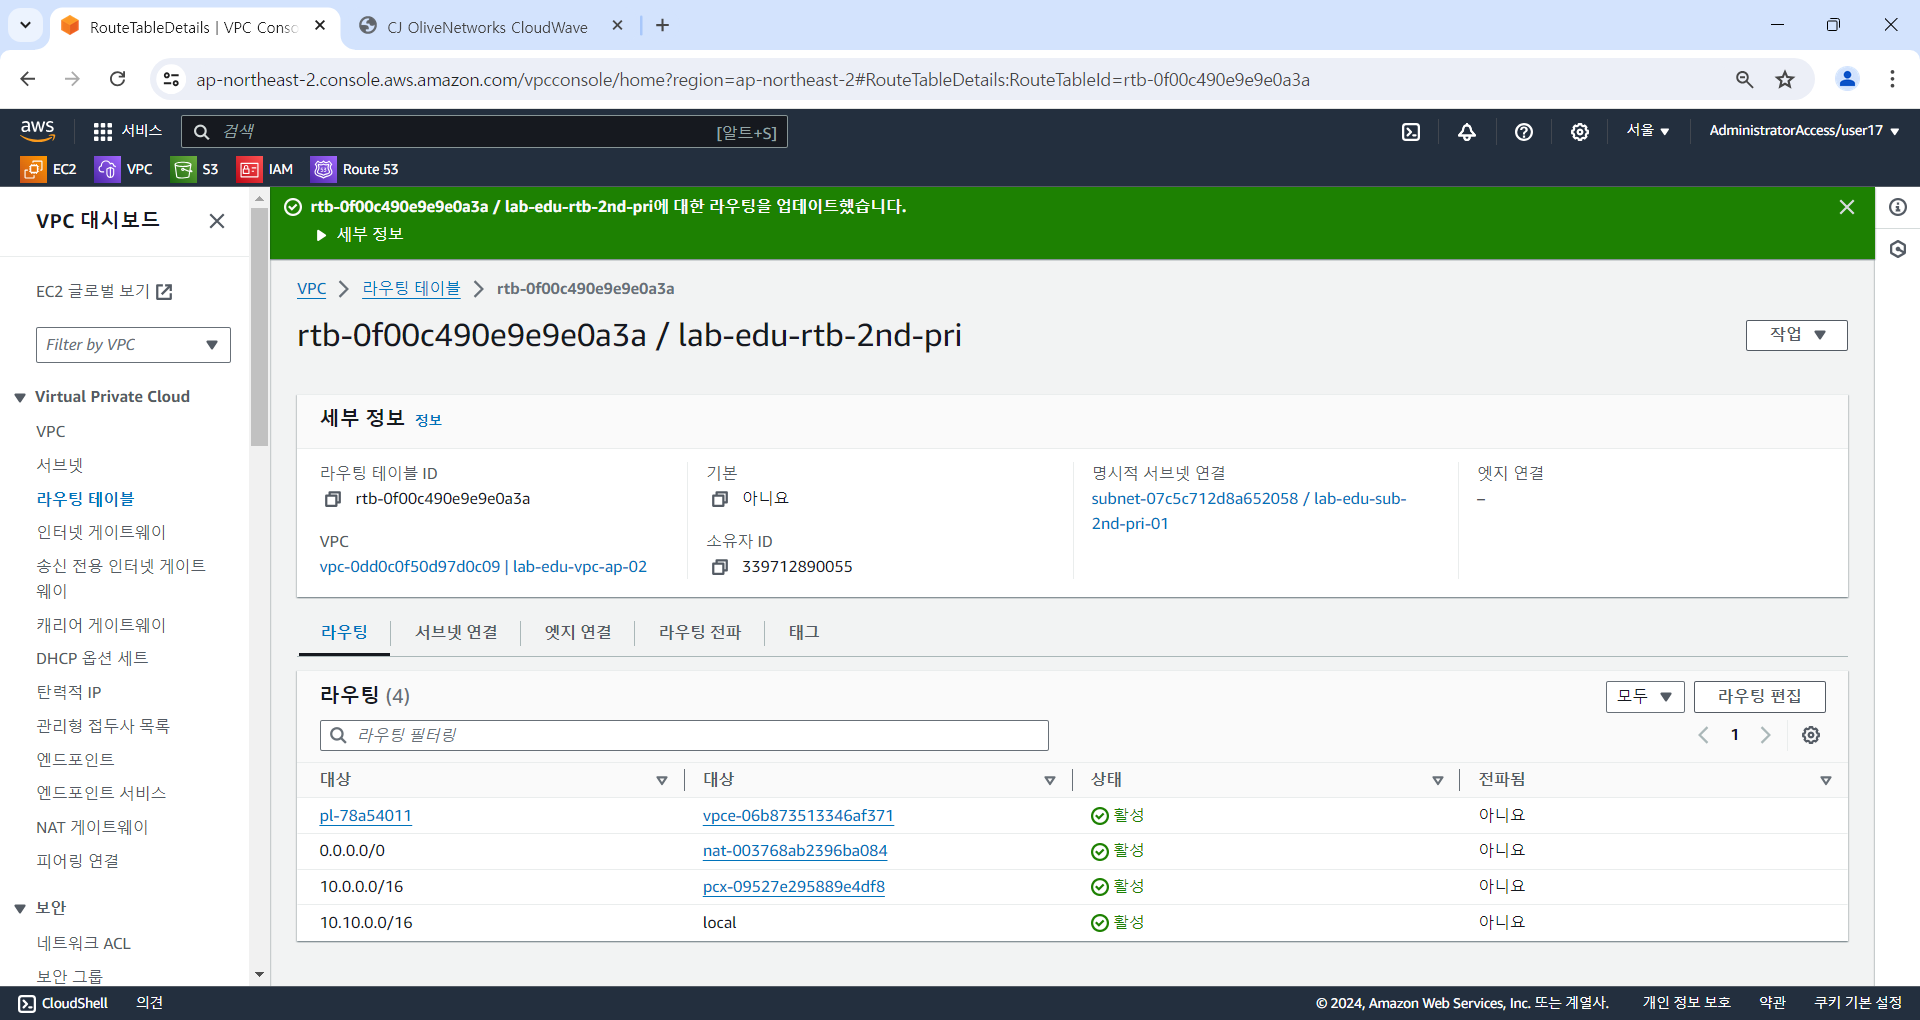 RouteTableDetails | VPC Conso
CJ OliveNetworks CloudWave
ap-northeast-2.console.aws.amazon.com/vpcconsole/home?region=ap-northeast-2#RouteTableDetails:RouteTableId=rtb-0f00c490e9e9e0a3a
aws
서비스
검색
[알트+S]
서울
AdministratorAccess/user17
EC2
VPC
S3
IAM
Route 53
VPC 대시보드
EC2 글로벌 보기
Filter by VPC
Virtual Private Cloud
VPC
서브넷
라우팅 테이블
인터넷 게이트웨이
송신 전용 인터넷 게이트
웨이
캐리어 게이트웨이
DHCP 옵션 세트
탄력적 IP
관리형 접두사 목록
엔드포인트
엔드포인트 서비스
NAT 게이트웨이
피어링 연결
보안
네트워크 ACL
보안 그룹
rtb-0f00c490e9e9e0a3a / lab-edu-rtb-2nd-pri에 대한 라우팅을 업데이트했습니다.
세부 정보
VPC
라우팅 테이블
rtb-0f00c490e9e9e0a3a
rtb-0f00c490e9e9e0a3a / lab-edu-rtb-2nd-pri
작업
세부 정보 정보
라우팅 테이블 ID
rtb-0f00c490e9e9e0a3a
기본
아니요
명시적 서브넷 연결
subnet-07c5c712d8a652058 / lab-edu-sub-
2nd-pri-01
엣지 연결
–
VPC
vpc-0dd0c0f50d97d0c09 | lab-edu-vpc-ap-02
소유자 ID
339712890055
라우팅
서브넷 연결
엣지 연결
라우팅 전파
태그
라우팅 (4)
모두
라우팅 편집
라우팅 필터링
1
대상 대상 상태 전파됨
pl-78a54011 vpce-06b873513346af371 활성 아니요
0.0.0.0/0 nat-003768ab2396ba084 활성 아니요
10.0.0.0/16 pcx-09527e295889e4df8 활성 아니요
10.10.0.0/16 local 활성 아니요
CloudShell
의견
© 2024, Amazon Web Services, Inc. 또는 계열사.
개인 정보 보호
약관
쿠키 기본 설정